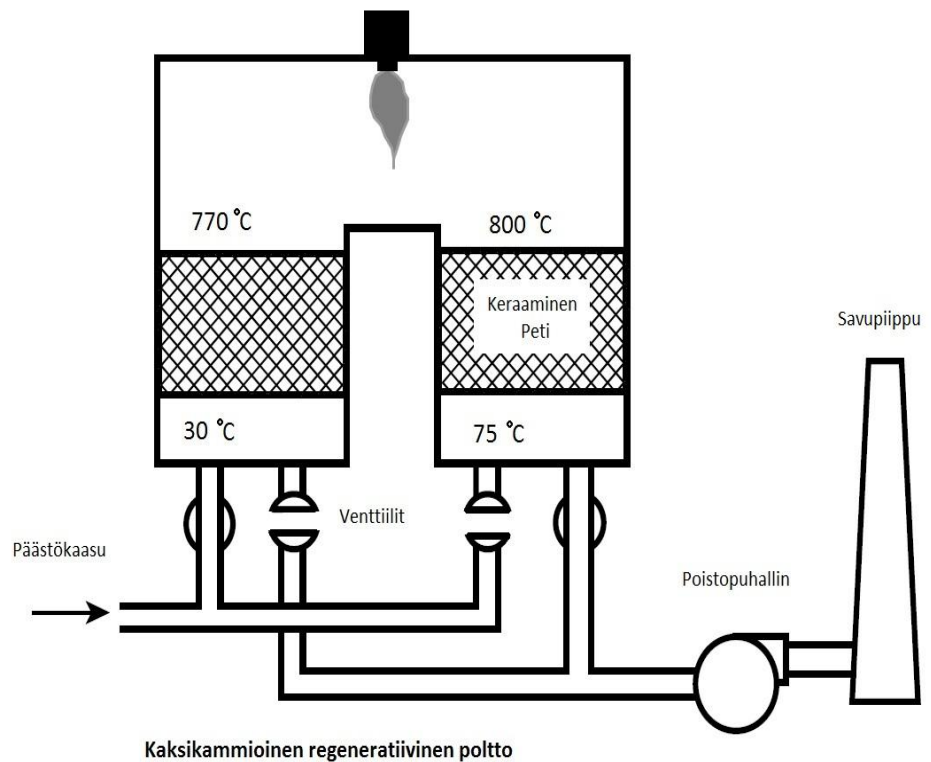 770 °C
800 °C
Keraaminen
Peti
Savupiippu
30 °C
75 °C
Venttiilit
Päästökaasu
Poistopuhallin
Kaksikammioinen regeneratiivinen poltto